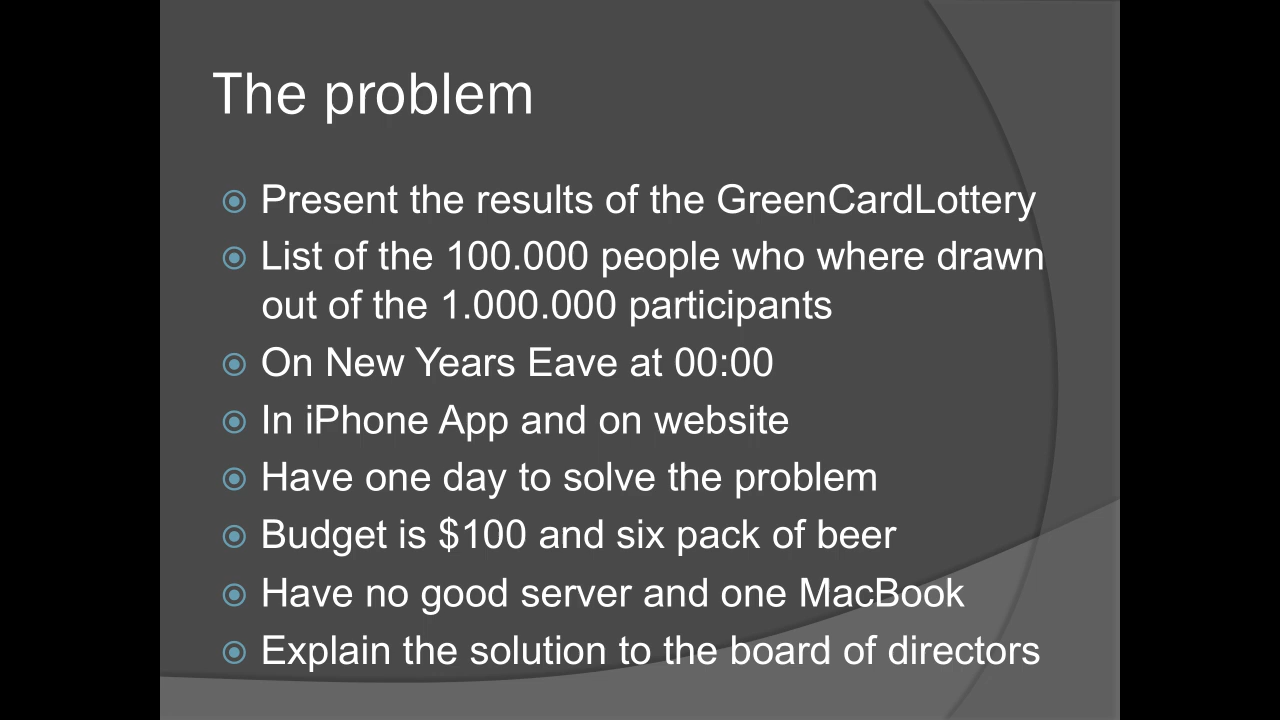 The problem
Present the results of the GreenCardLottery
List of the 100.000 people who where drawn
out of the 1.000.000 participants
On New Years Eave at 00:00
In iPhone App and on website
Have one day to solve the problem
Budget is $100 and six pack of beer
Have no good server and one MacBook
Explain the solution to the board of directors